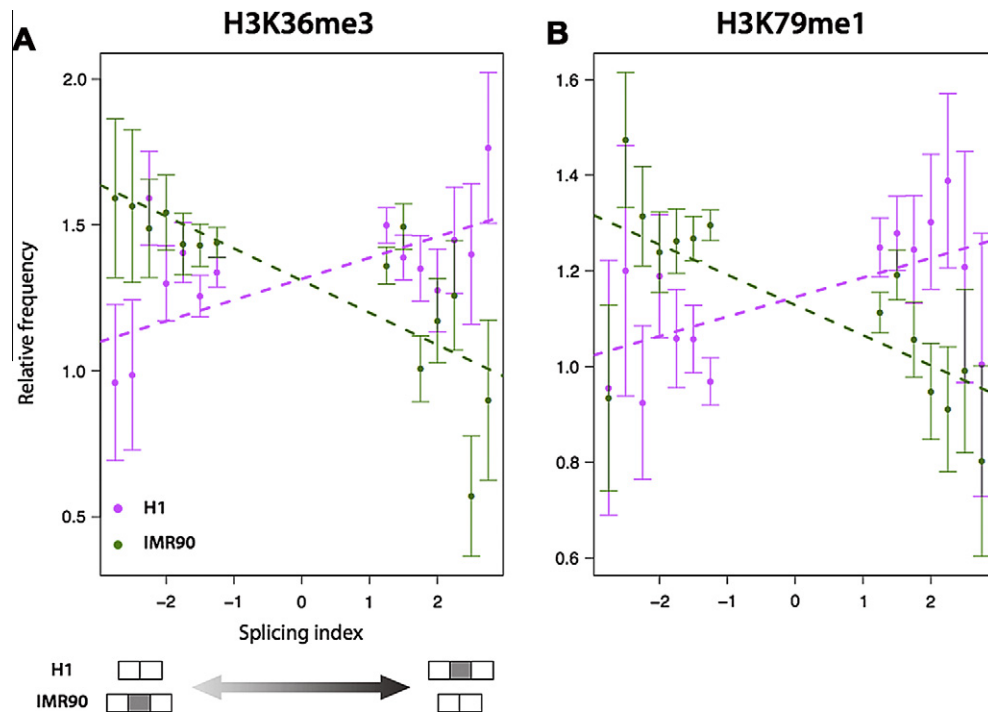 A
H3K36me3
2.0
1.5
1.0
0.5
Relative frequency
H1
IMR90
−2 −1 0 1 2
Splicing index
B
H3K79me1
1.6
1.4
1.2
1.0
0.8
0.6
−2 −1 0 1 2
H1
IMR90